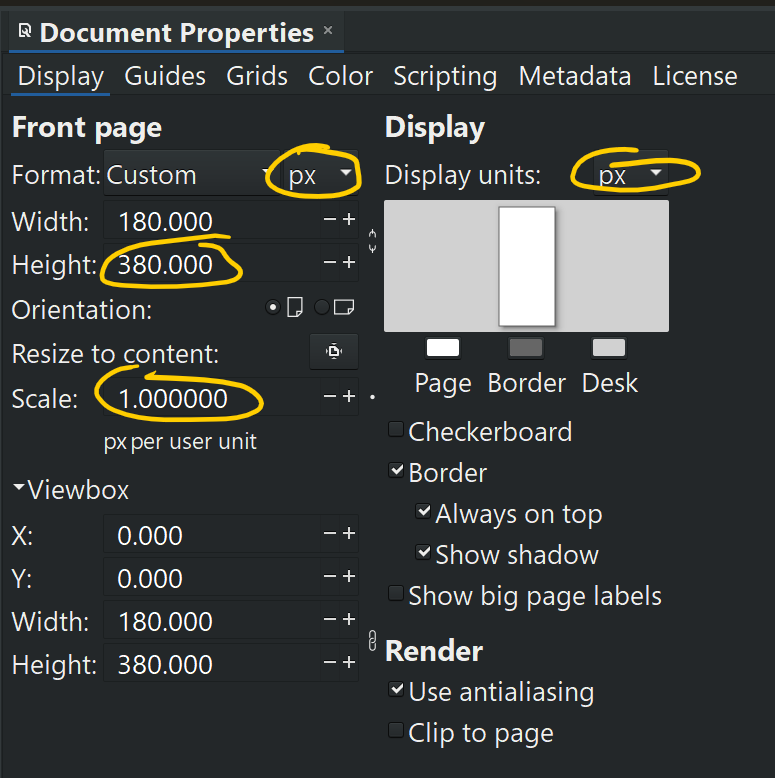 Document Properties
Display Guides Grids Color Scripting Metadata License
Front page
Format: Custom px
Width: 180.000
Height: 380.000
Orientation:
Resize to content:
Scale: 1.000000
px per user unit
Viewbox
X: 0.000
Y: 0.000
Width: 180.000
Height: 380.000
Display
Display units: px
Page Border Desk
Checkerboard
Border
Always on top
Show shadow
Show big page labels
Render
Use antialiasing
Clip to page